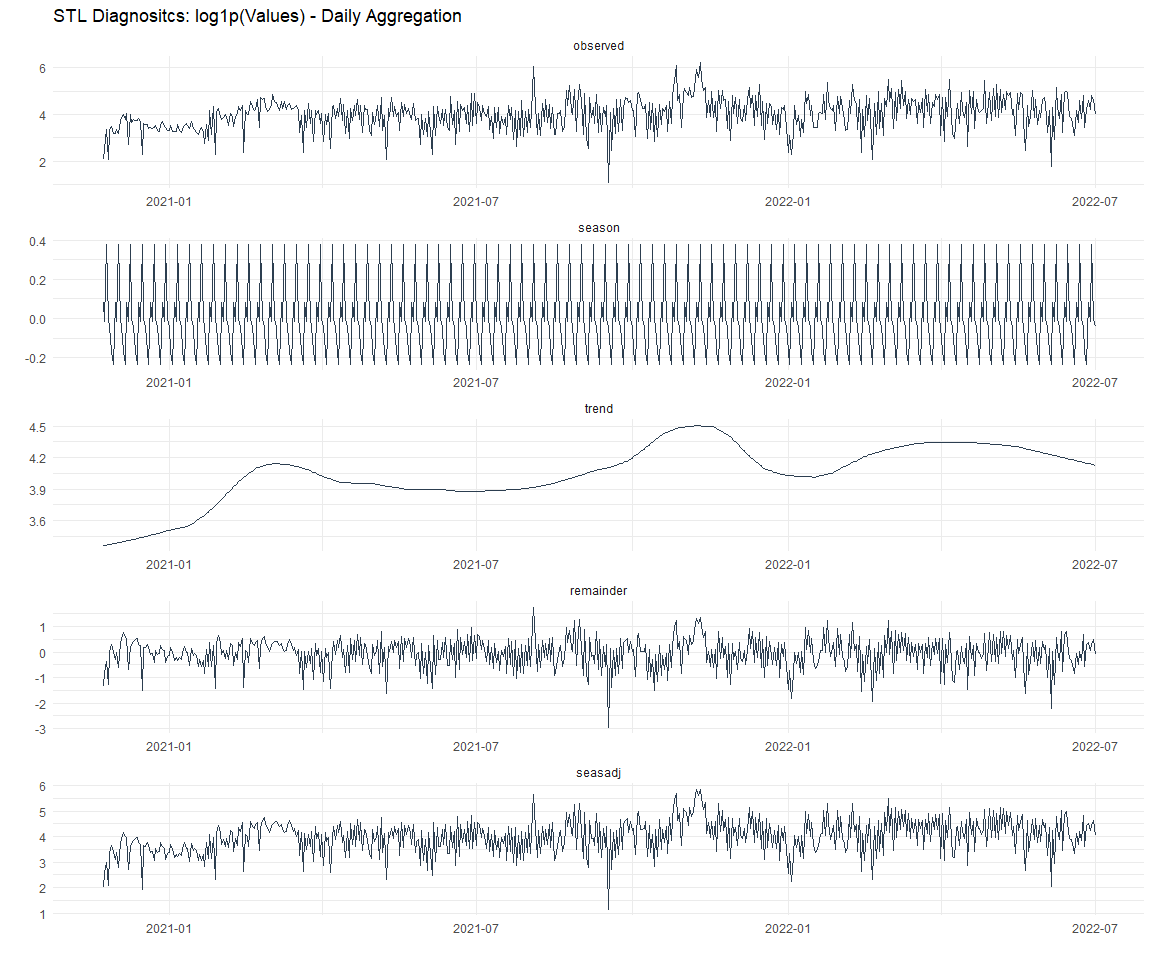 STL Diagnositcs: log1p(Values) - Daily Aggregation
observed
6
4
2
2021-01 2021-07 2022-01 2022-07
season
0.4
0.2
0.0
-0.2
2021-01 2021-07 2022-01 2022-07
trend
4.5
4.2
3.9
3.6
2021-01 2021-07 2022-01 2022-07
remainder
1
0
-1
-2
-3
2021-01 2021-07 2022-01 2022-07
seasadj
6
5
4
3
2
1
2021-01 2021-07 2022-01 2022-07